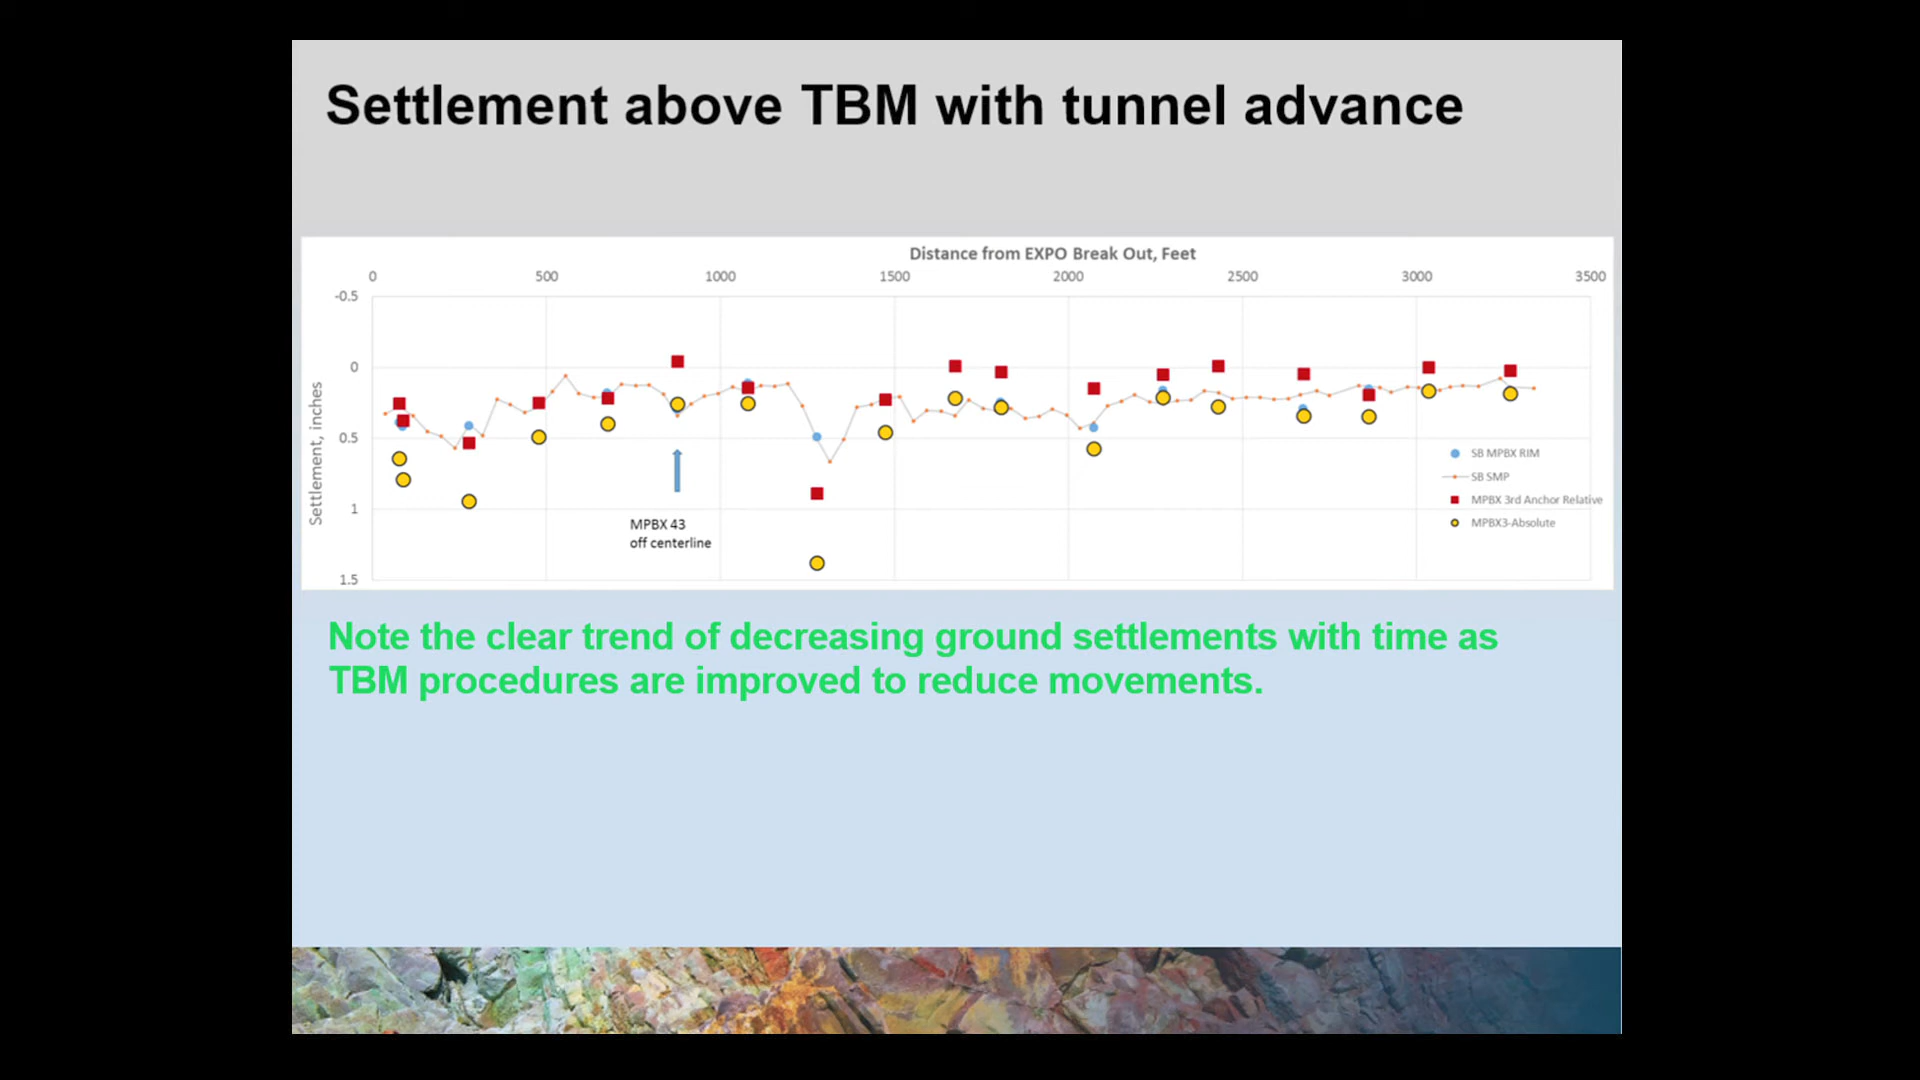 Settlement above TBM with tunnel advance
Distance from EXPO Break Out, Feet
0 500 1000 1500 2000 2500 3000 3500
-0.5
0
0.5
1
1.5
Settlement, inches
MPBX 43
off centerline
SB MPBX RIM
SB SMP
MPBX 3rd Anchor Relative
MPBX3-Absolute
Note the clear trend of decreasing ground settlements with time as
TBM procedures are improved to reduce movements.